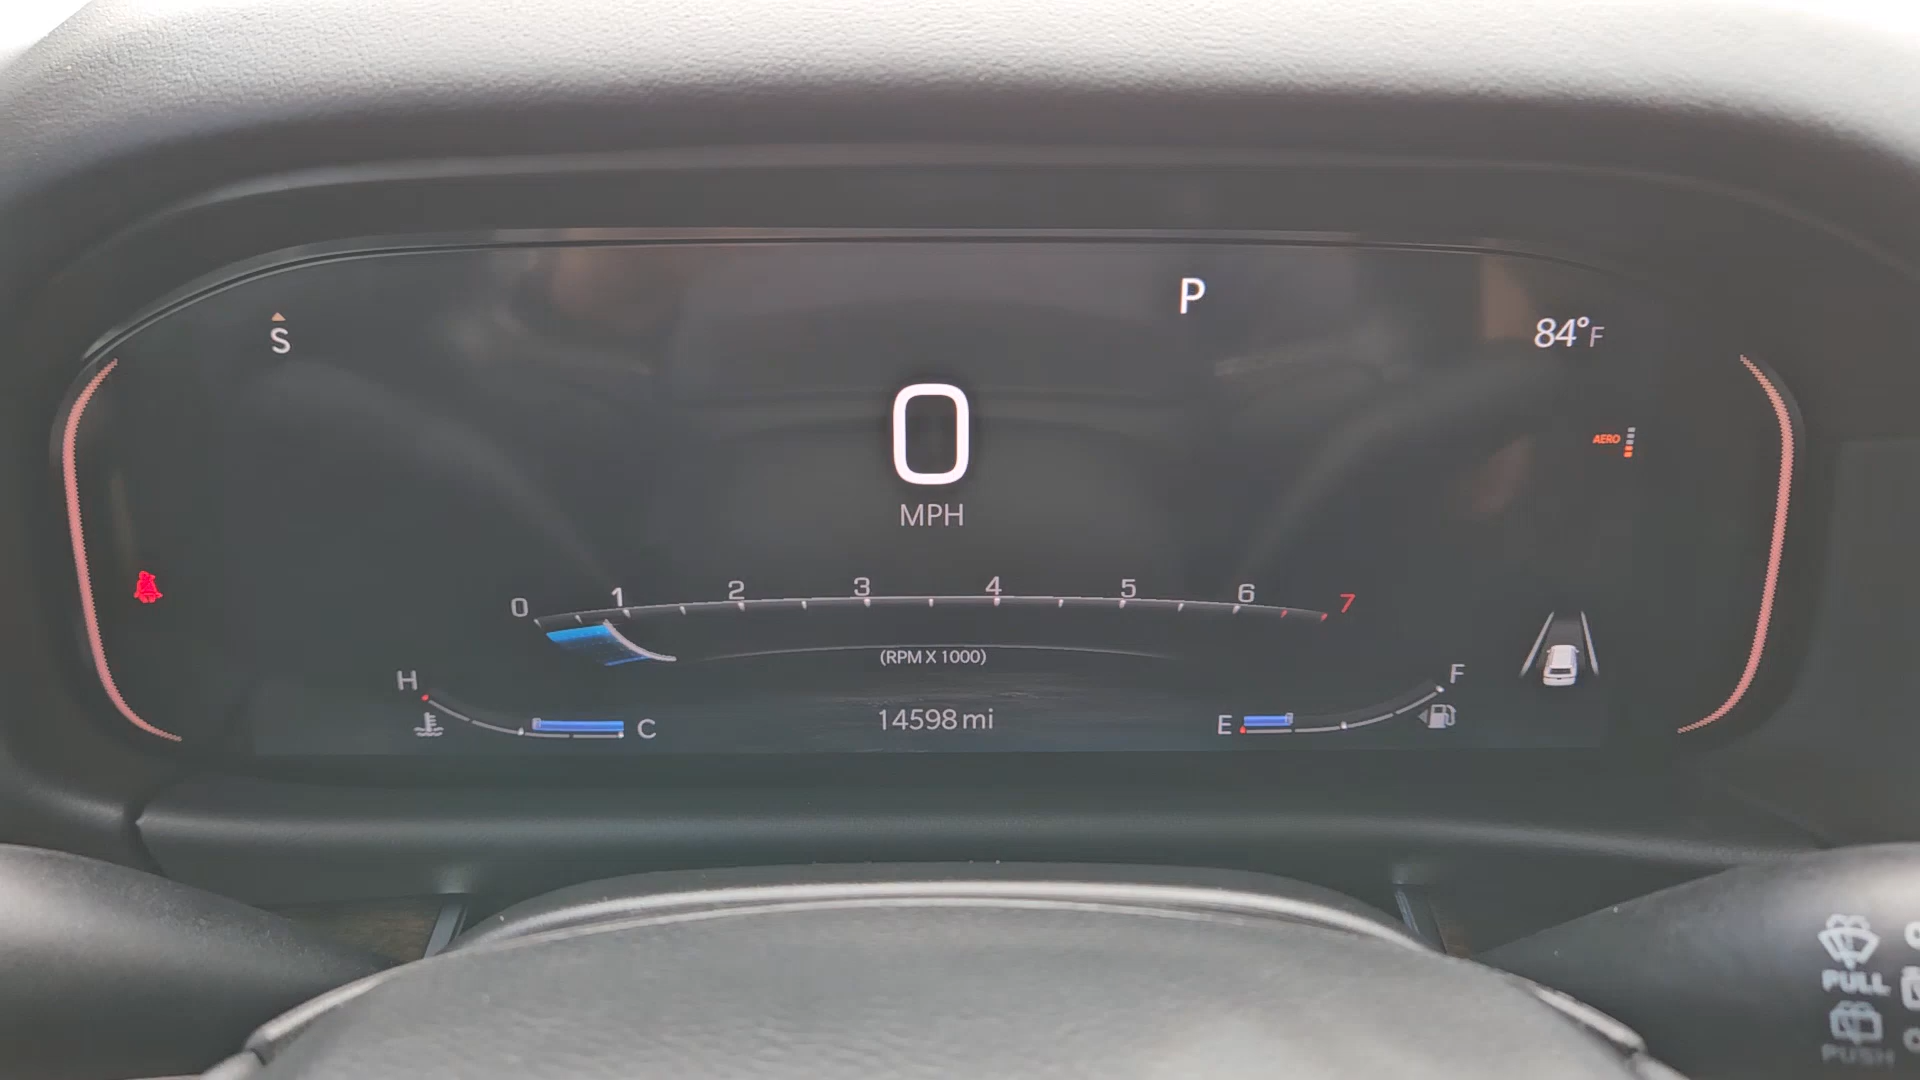 P
S
84°F
0
AERO
MPH
0 1 2 3 4 5 6 7
(RPM X 1000)
H
F
14598 mi
C
E
PULL
PUSH